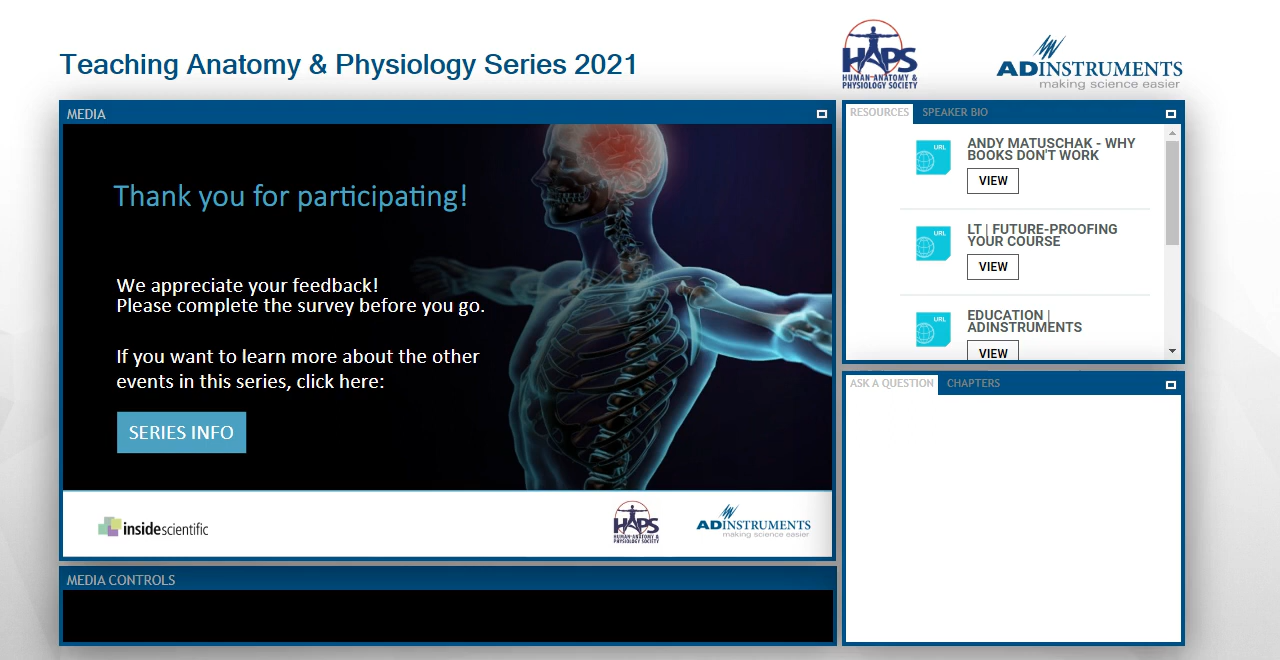 Teaching Anatomy & Physiology Series 2021
HAPS
HUMAN ANATOMY &
PHYSIOLOGY SOCIETY
ADINSTRUMENTS
making science easier
MEDIA
Thank you for participating!
We appreciate your feedback!
Please complete the survey before you go.
If you want to learn more about the other
events in this series, click here:
SERIES INFO
insidescientific
HAPS
HUMAN ANATOMY &
PHYSIOLOGY SOCIETY
ADINSTRUMENTS
making science easier
MEDIA CONTROLS
RESOURCES
SPEAKER BIO
URL
ANDY MATUSCHAK - WHY
BOOKS DON'T WORK
VIEW
URL
LT | FUTURE-PROOFING
YOUR COURSE
VIEW
URL
EDUCATION |
ADINSTRUMENTS
VIEW
ASK A QUESTION
CHAPTERS